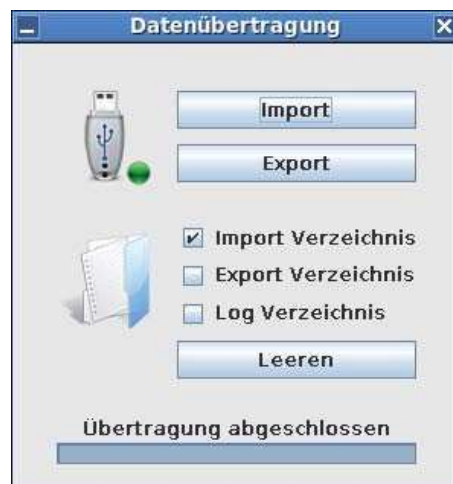 Datenübertragung
Import
Export
Import Verzeichnis
Export Verzeichnis
Log Verzeichnis
Leeren
Übertragung abgeschlossen